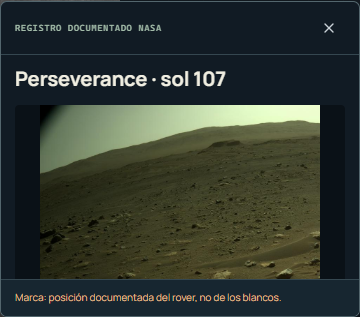 REGISTRO DOCUMENTADO NASA
Perseverance · sol 107
Marca: posición documentada del rover, no de los blancos.